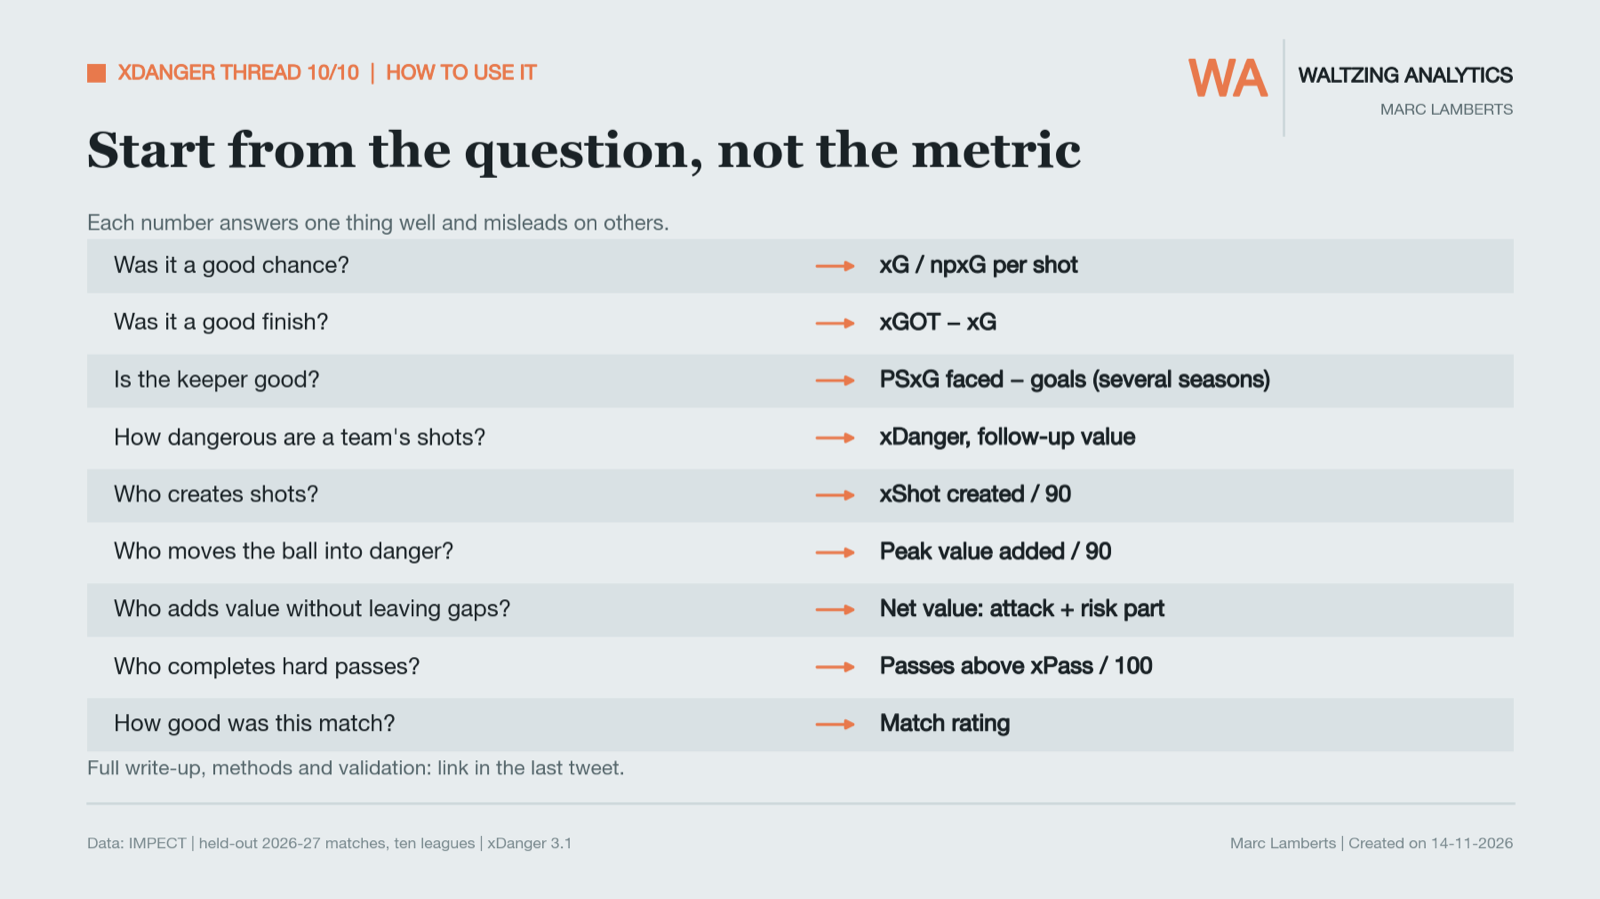 XDANGER THREAD 10/10 | HOW TO USE IT
WA
WALTZING ANALYTICS
MARC LAMBERTS
Start from the question, not the metric
Each number answers one thing well and misleads on others.
Was it a good chance? → xG / npxG per shot
Was it a good finish? → xGOT – xG
Is the keeper good? → PSxG faced – goals (several seasons)
How dangerous are a team's shots? → xDanger, follow-up value
Who creates shots? → xShot created / 90
Who moves the ball into danger? → Peak value added / 90
Who adds value without leaving gaps? → Net value: attack + risk part
Who completes hard passes? → Passes above xPass / 100
How good was this match? → Match rating
Full write-up, methods and validation: link in the last tweet.
Data: IMPECT | held-out 2026-27 matches, ten leagues | xDanger 3.1
Marc Lamberts | Created on 14-11-2026